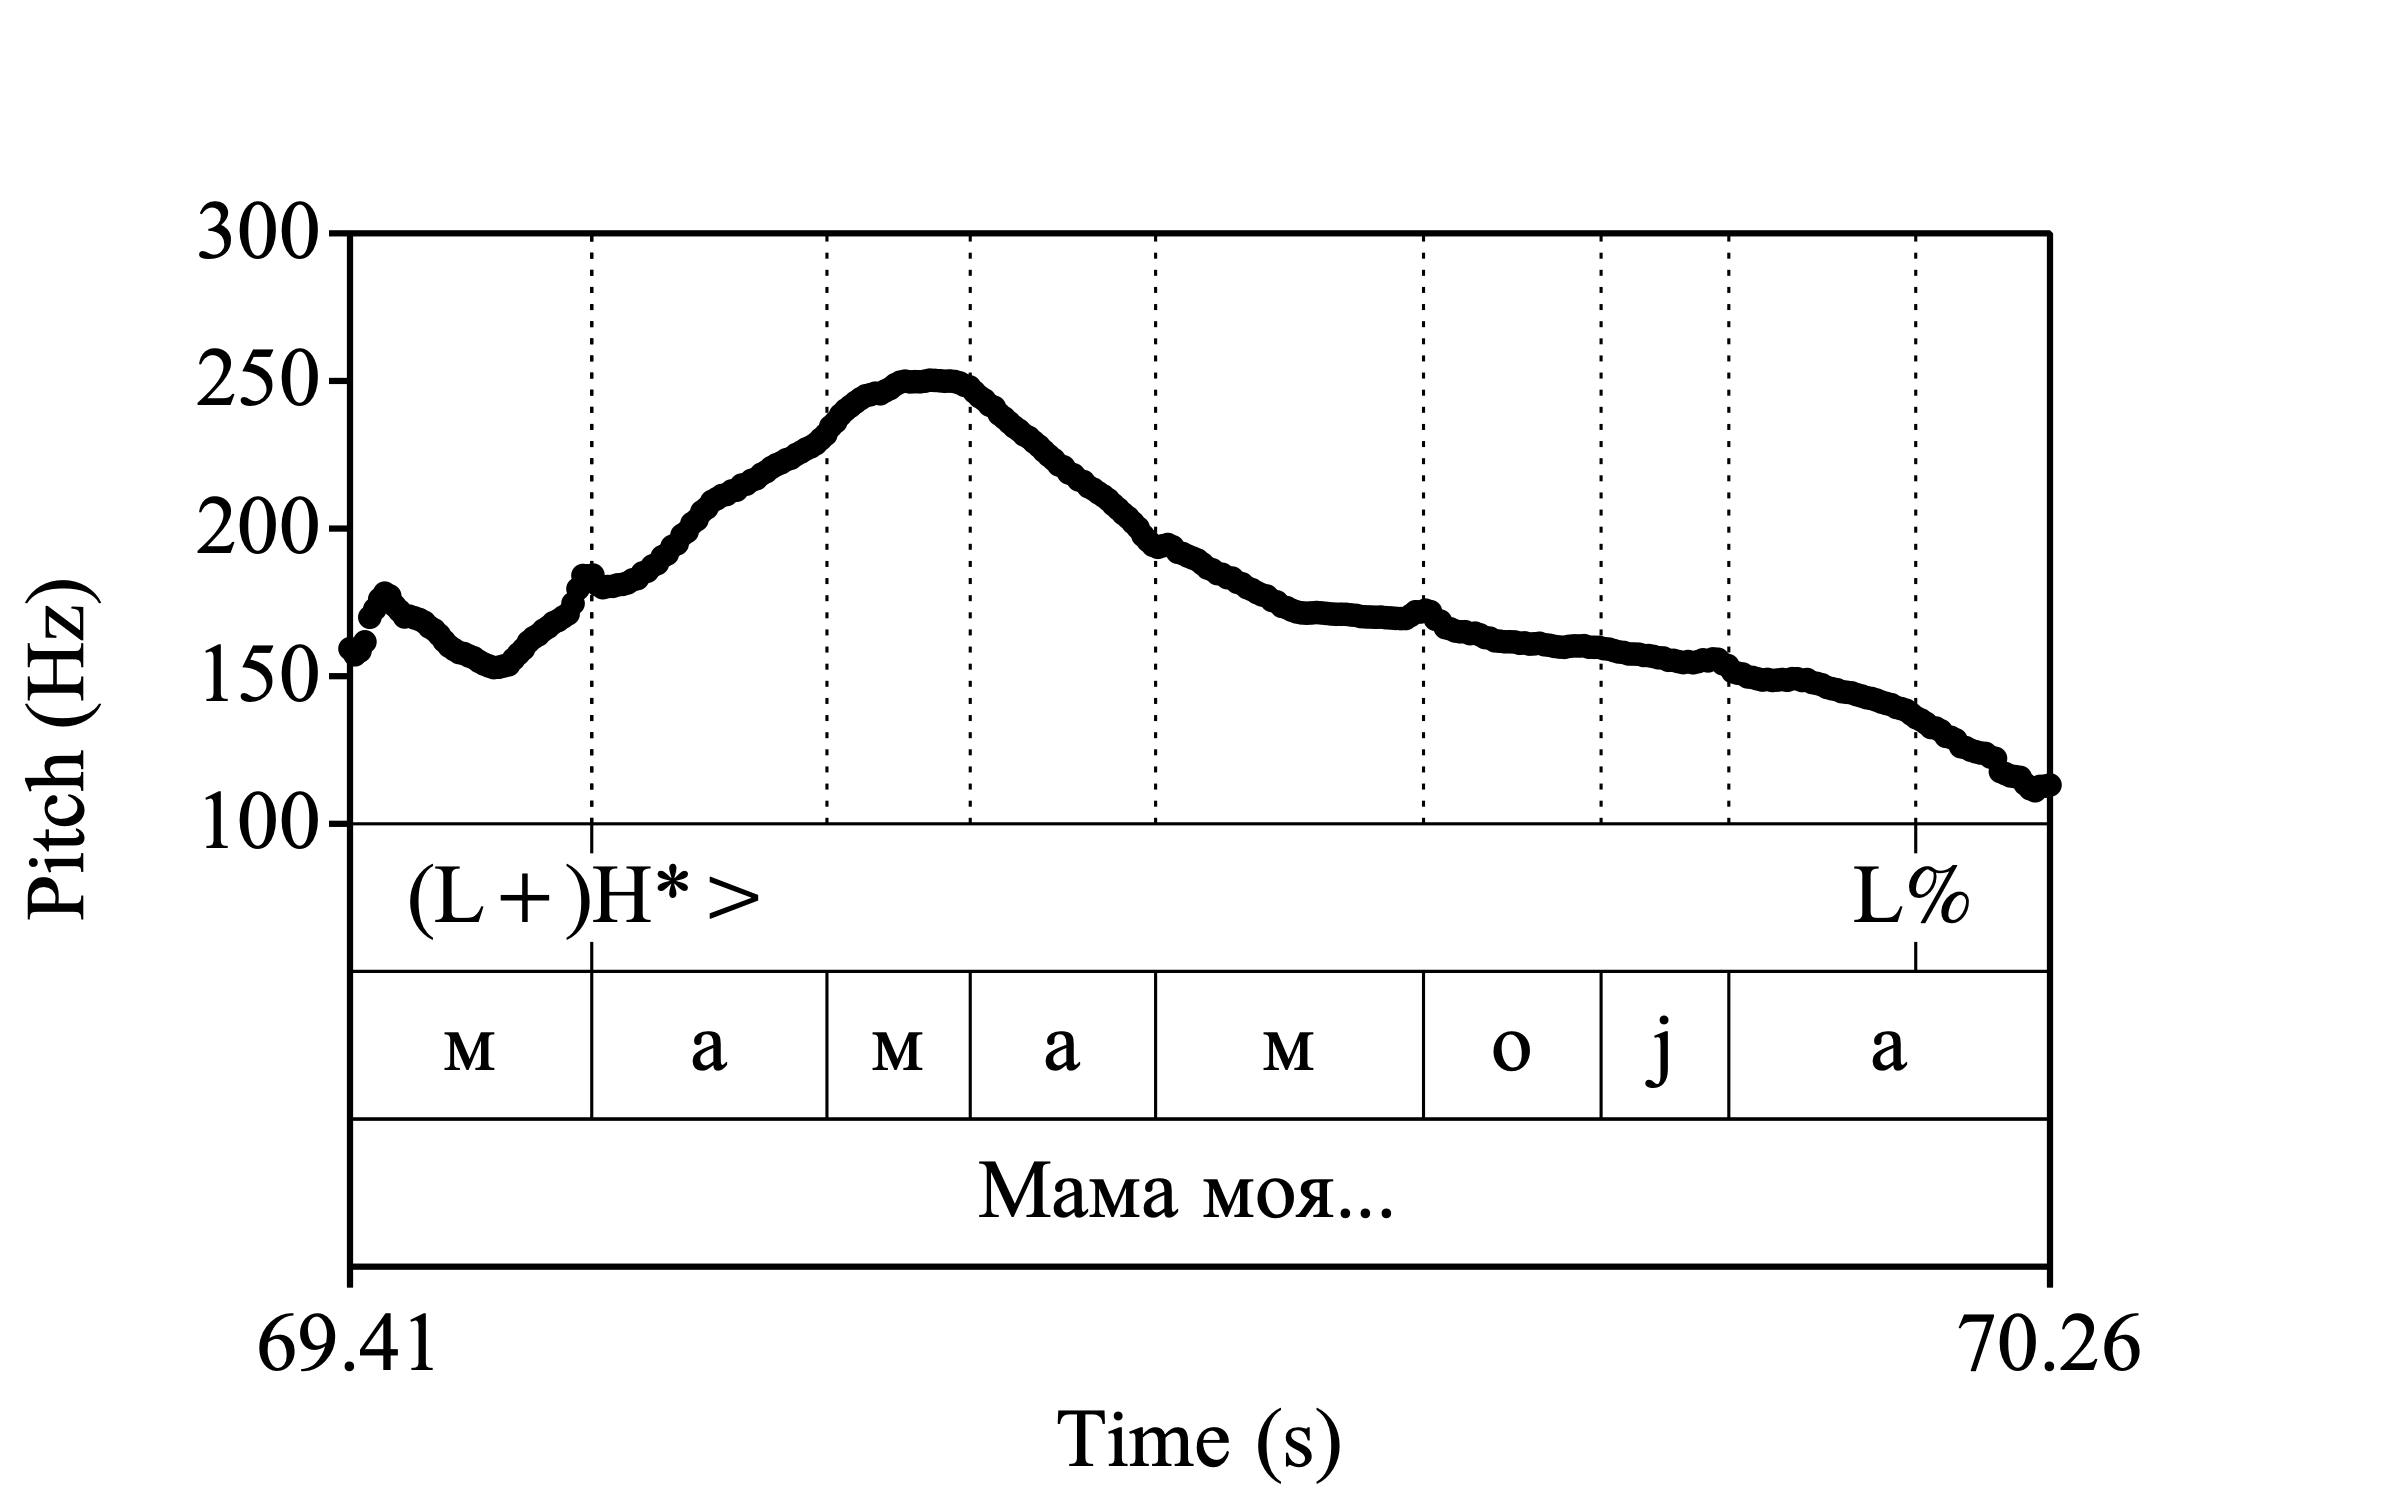 300
250
200
150
100
Pitch (Hz)
(L+)H*> L%
м а м а м о ј а
Мама моя...
69.41 70.26
Time (s)